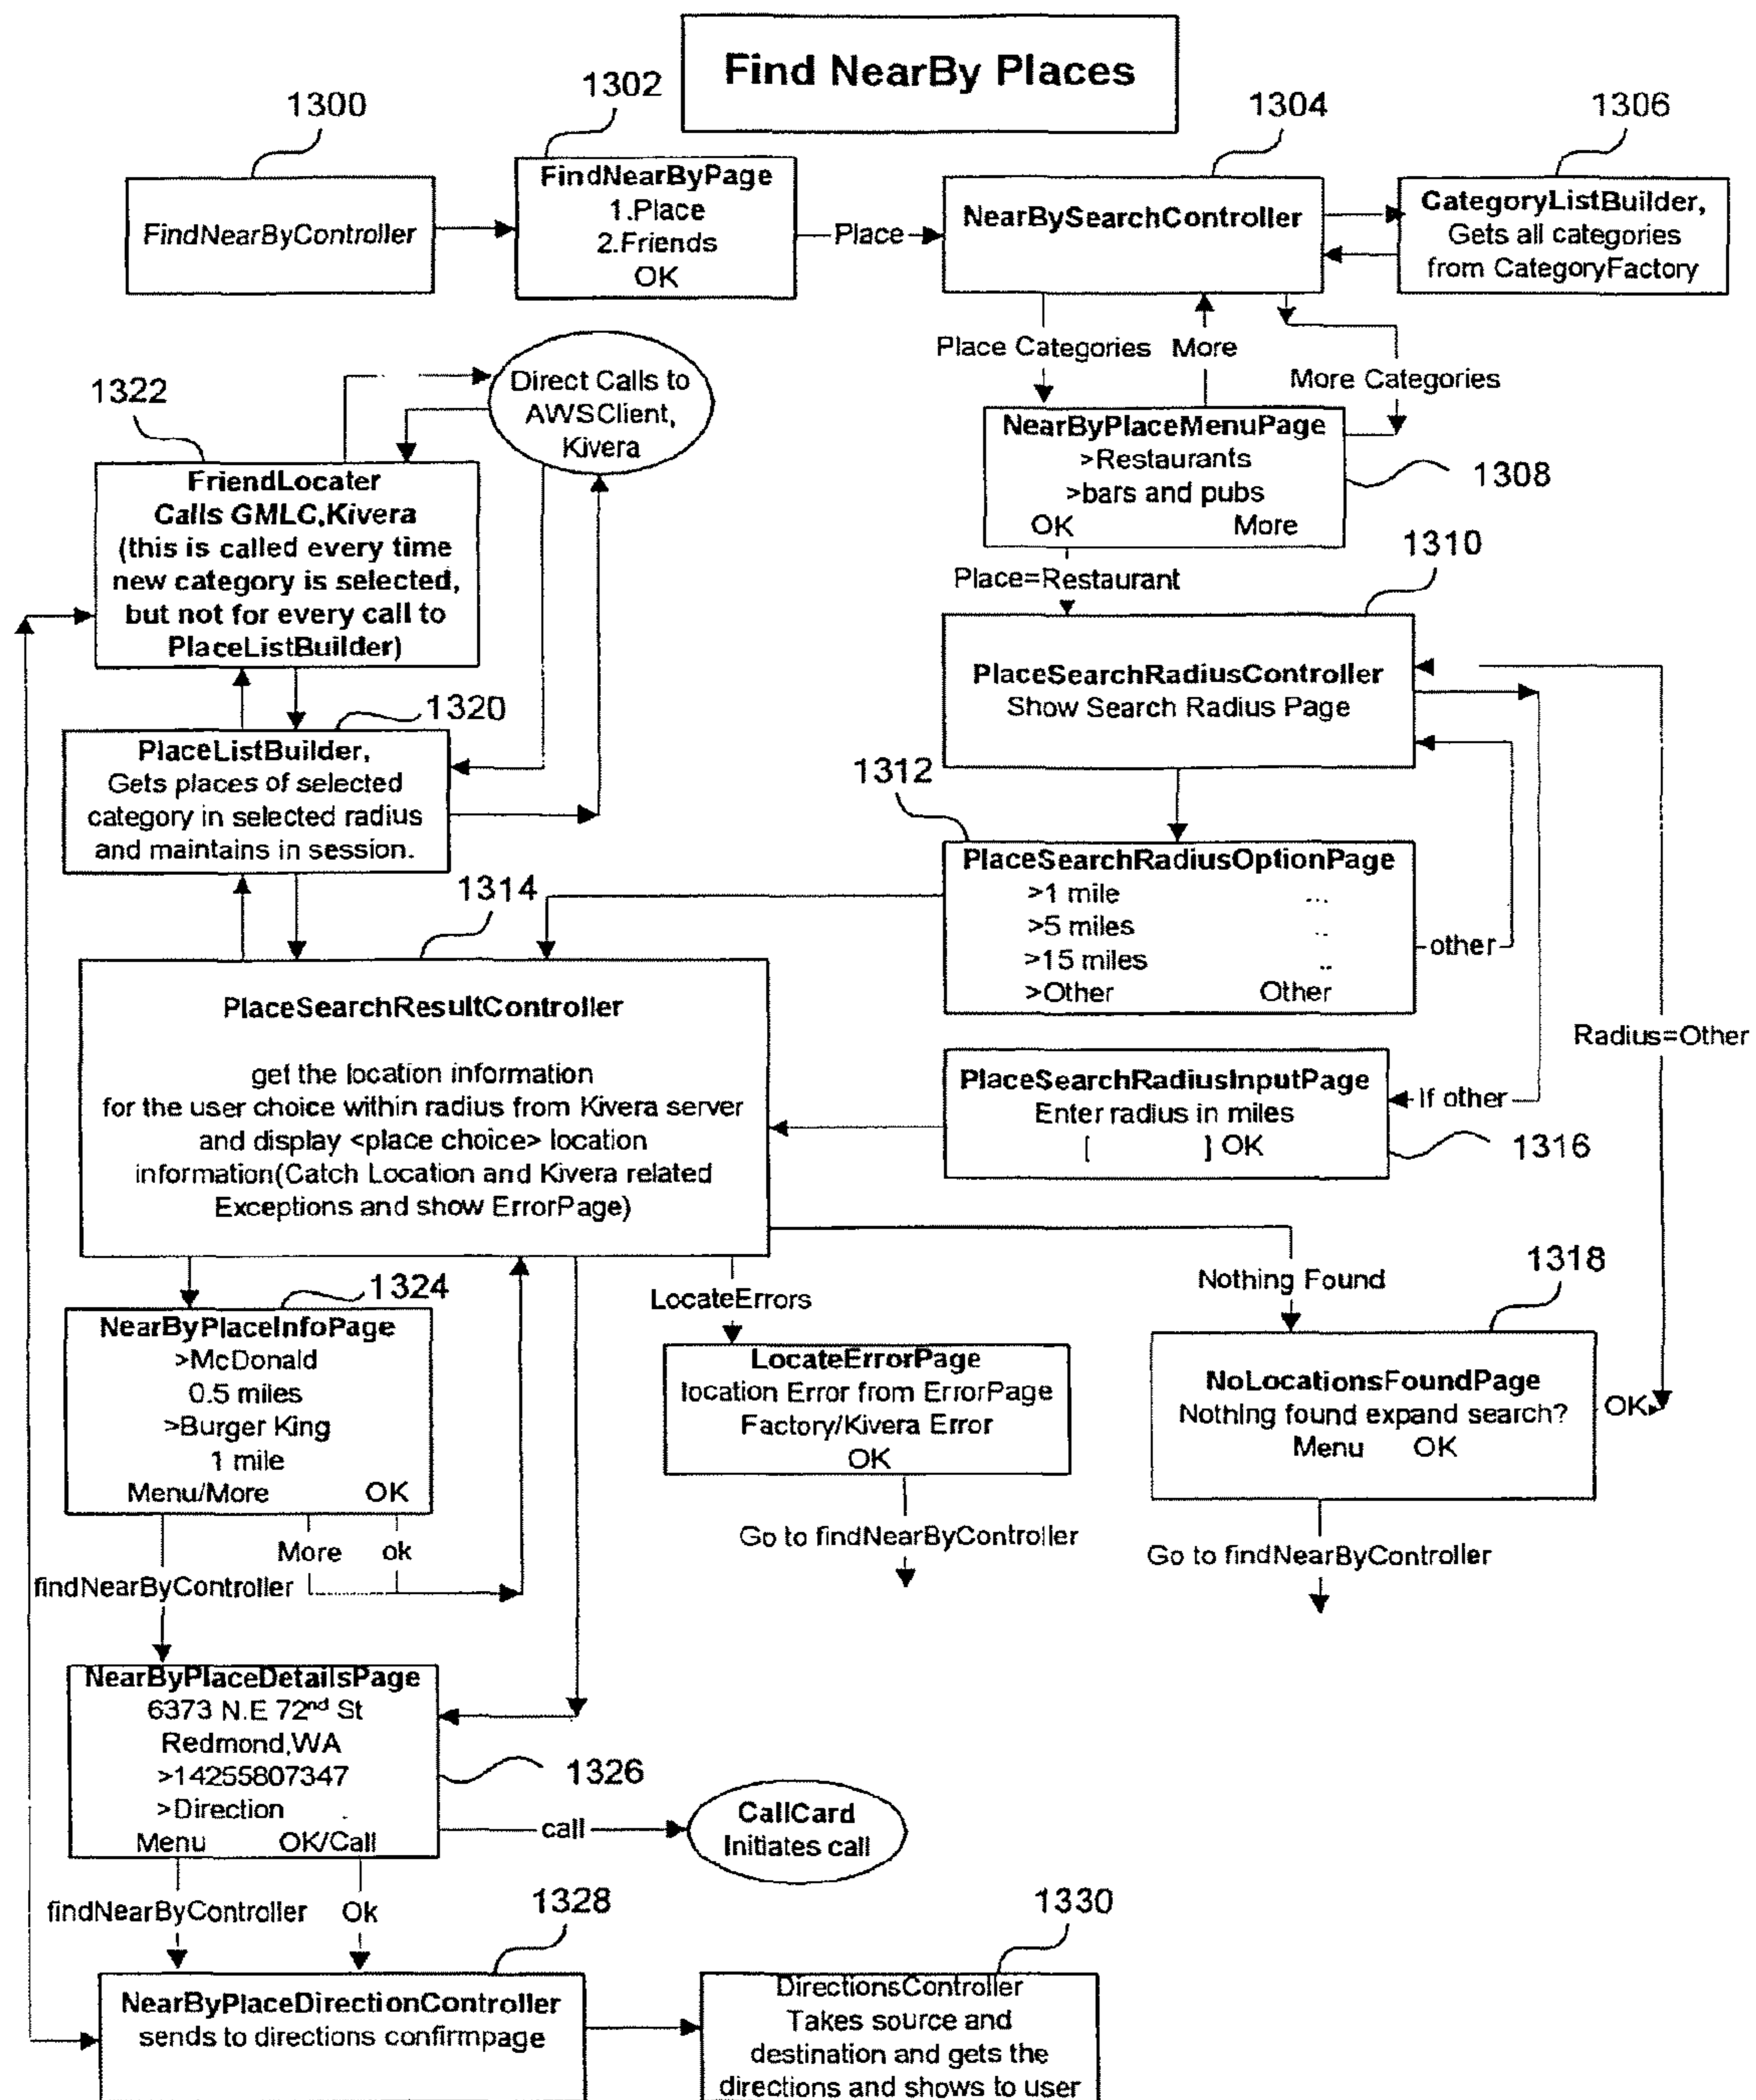 Find NearBy Places
1300
1302
1304
1306
FindNearByController
FindNearByPage
1.Place
2.Friends
OK
Place
NearBySearchController
CategoryListBuilder,
Gets all categories
from CategoryFactory
Place Categories
More
More Categories
1322
Direct Calls to
AWSClient,
Kivera
NearByPlaceMenuPage
>Restaurants
>bars and pubs
OK More
1308
FriendLocater
Calls GMLC,Kivera
(this is called every time
new category is selected,
but not for every call to
PlaceListBuilder)
Place=Restaurant
1310
PlaceSearchRadiusController
Show Search Radius Page
1320
PlaceListBuilder,
Gets places of selected
category in selected radius
and maintains in session.
1312
PlaceSearchRadiusOptionPage
>1 mile ...
>5 miles ..
>15 miles ..
>Other Other
other
1314
PlaceSearchResultController
get the location information
for the user choice within radius from Kivera server
and display <place choice> location
information(Catch Location and Kivera related
Exceptions and show ErrorPage)
Radius=Other
PlaceSearchRadiusInputPage
Enter radius in miles
[ ] OK
If other
1316
1324
NearByPlaceInfoPage
>McDonald
0.5 miles
>Burger King
1 mile
Menu/More OK
LocateErrors
Nothing Found
1318
LocateErrorPage
location Error from ErrorPage
Factory/Kivera Error
OK
NoLocationsFoundPage
Nothing found expand search?
Menu OK
OK
More ok
findNearByController
Go to findNearByController
Go to findNearByController
NearByPlaceDetailsPage
6373 N.E 72nd St
Redmond,WA
>14255807347
>Direction
Menu OK/Call
1326
call
CallCard
Initiates call
findNearByController
Ok
1328
1330
NearByPlaceDirectionController
sends to directions confirmpage
DirectionsController
Takes source and
destination and gets the
directions and shows to user